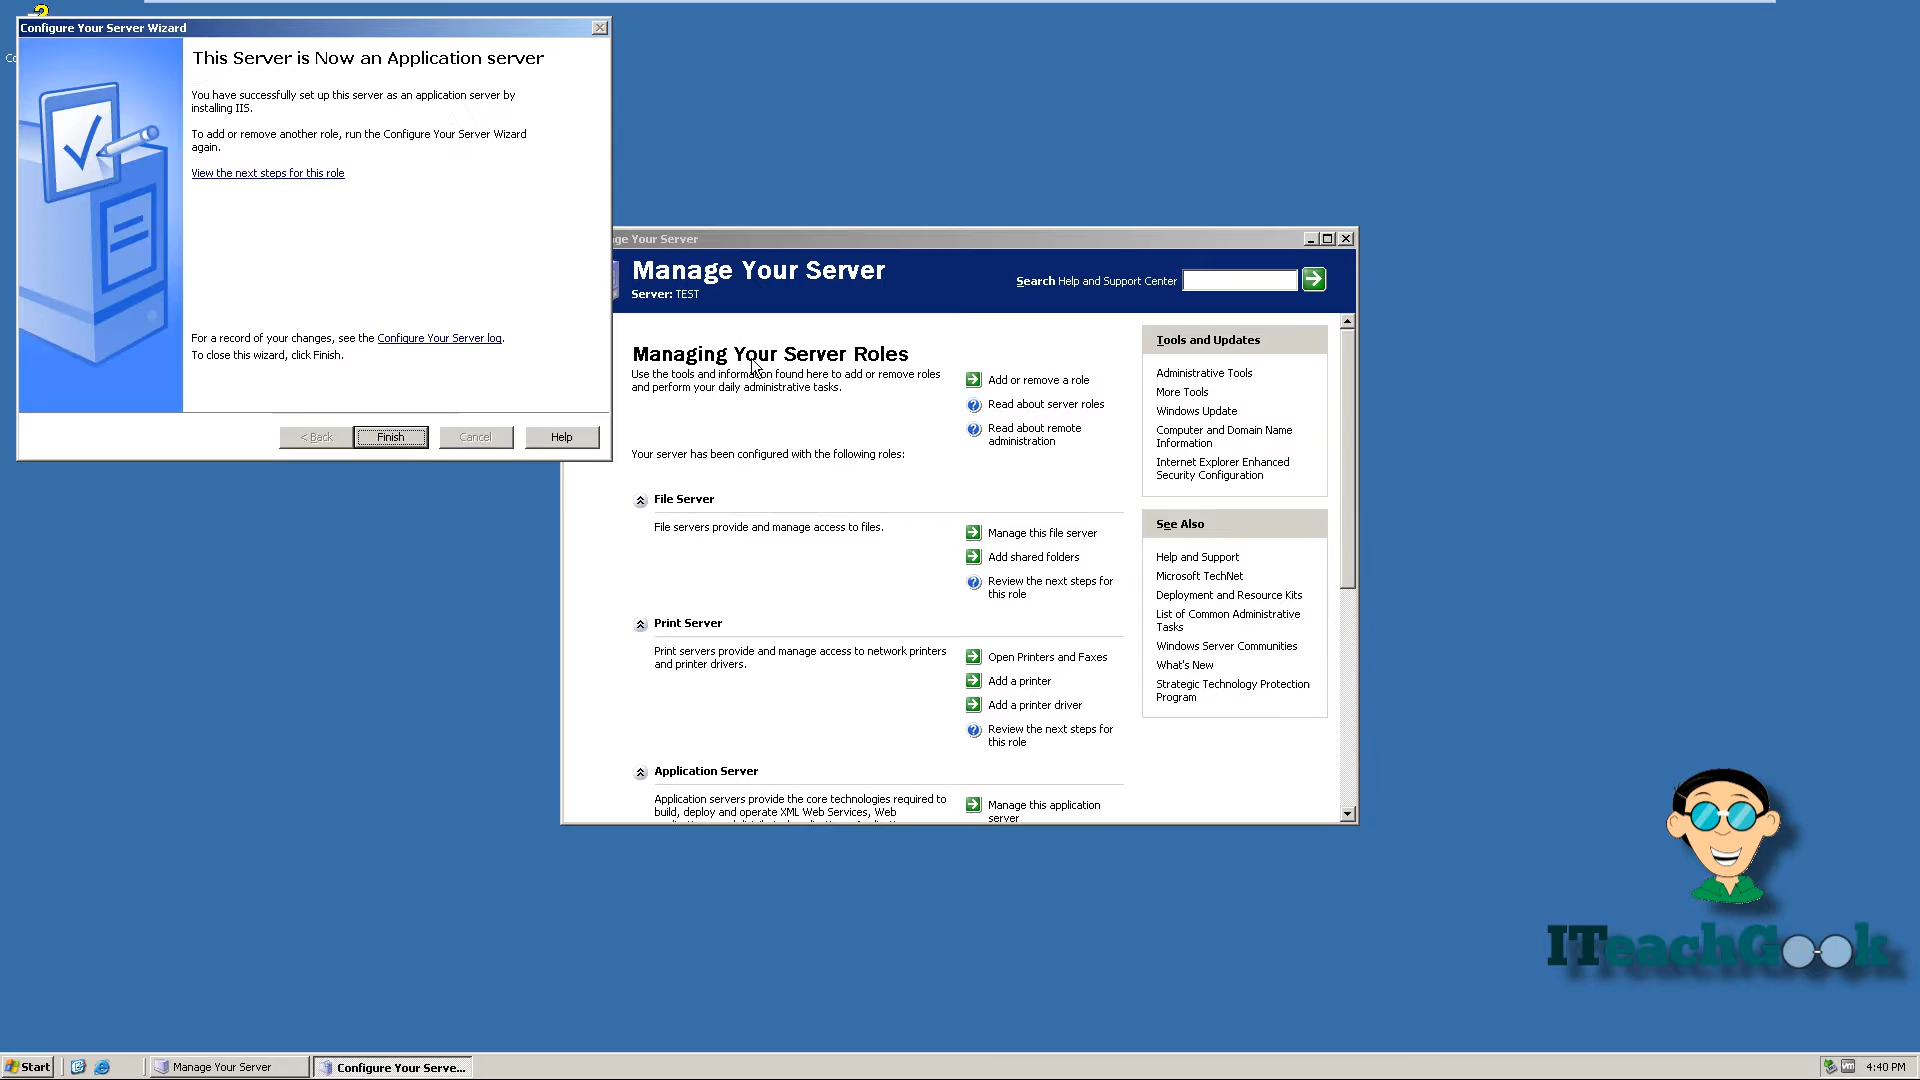 Configure Your Server Wizard
This Server is Now an Application server
You have successfully set up this server as an application server by
installing IIS.
To add or remove another role, run the Configure Your Server Wizard
again.
View the next steps for this role
For a record of your changes, see the Configure Your Server log.
To close this wizard, click Finish.
< Back
Finish
Cancel
Help
ge Your Server
Manage Your Server
Server: TEST
Search Help and Support Center
Managing Your Server Roles
Use the tools and information found here to add or remove roles
and perform your daily administrative tasks.
Add or remove a role
Read about server roles
Read about remote
administration
Your server has been configured with the following roles:
File Server
File servers provide and manage access to files.
Manage this file server
Add shared folders
Review the next steps for
this role
Print Server
Print servers provide and manage access to network printers
and printer drivers.
Open Printers and Faxes
Add a printer
Add a printer driver
Review the next steps for
this role
Application Server
Application servers provide the core technologies required to
build, deploy and operate XML Web Services, Web
Manage this application
server
Tools and Updates
Administrative Tools
More Tools
Windows Update
Computer and Domain Name
Information
Internet Explorer Enhanced
Security Configuration
See Also
Help and Support
Microsoft TechNet
Deployment and Resource Kits
List of Common Administrative
Tasks
Windows Server Communities
What's New
Strategic Technology Protection
Program
ITeachGook
Start
Manage Your Server
Configure Your Serve...
4:40 PM